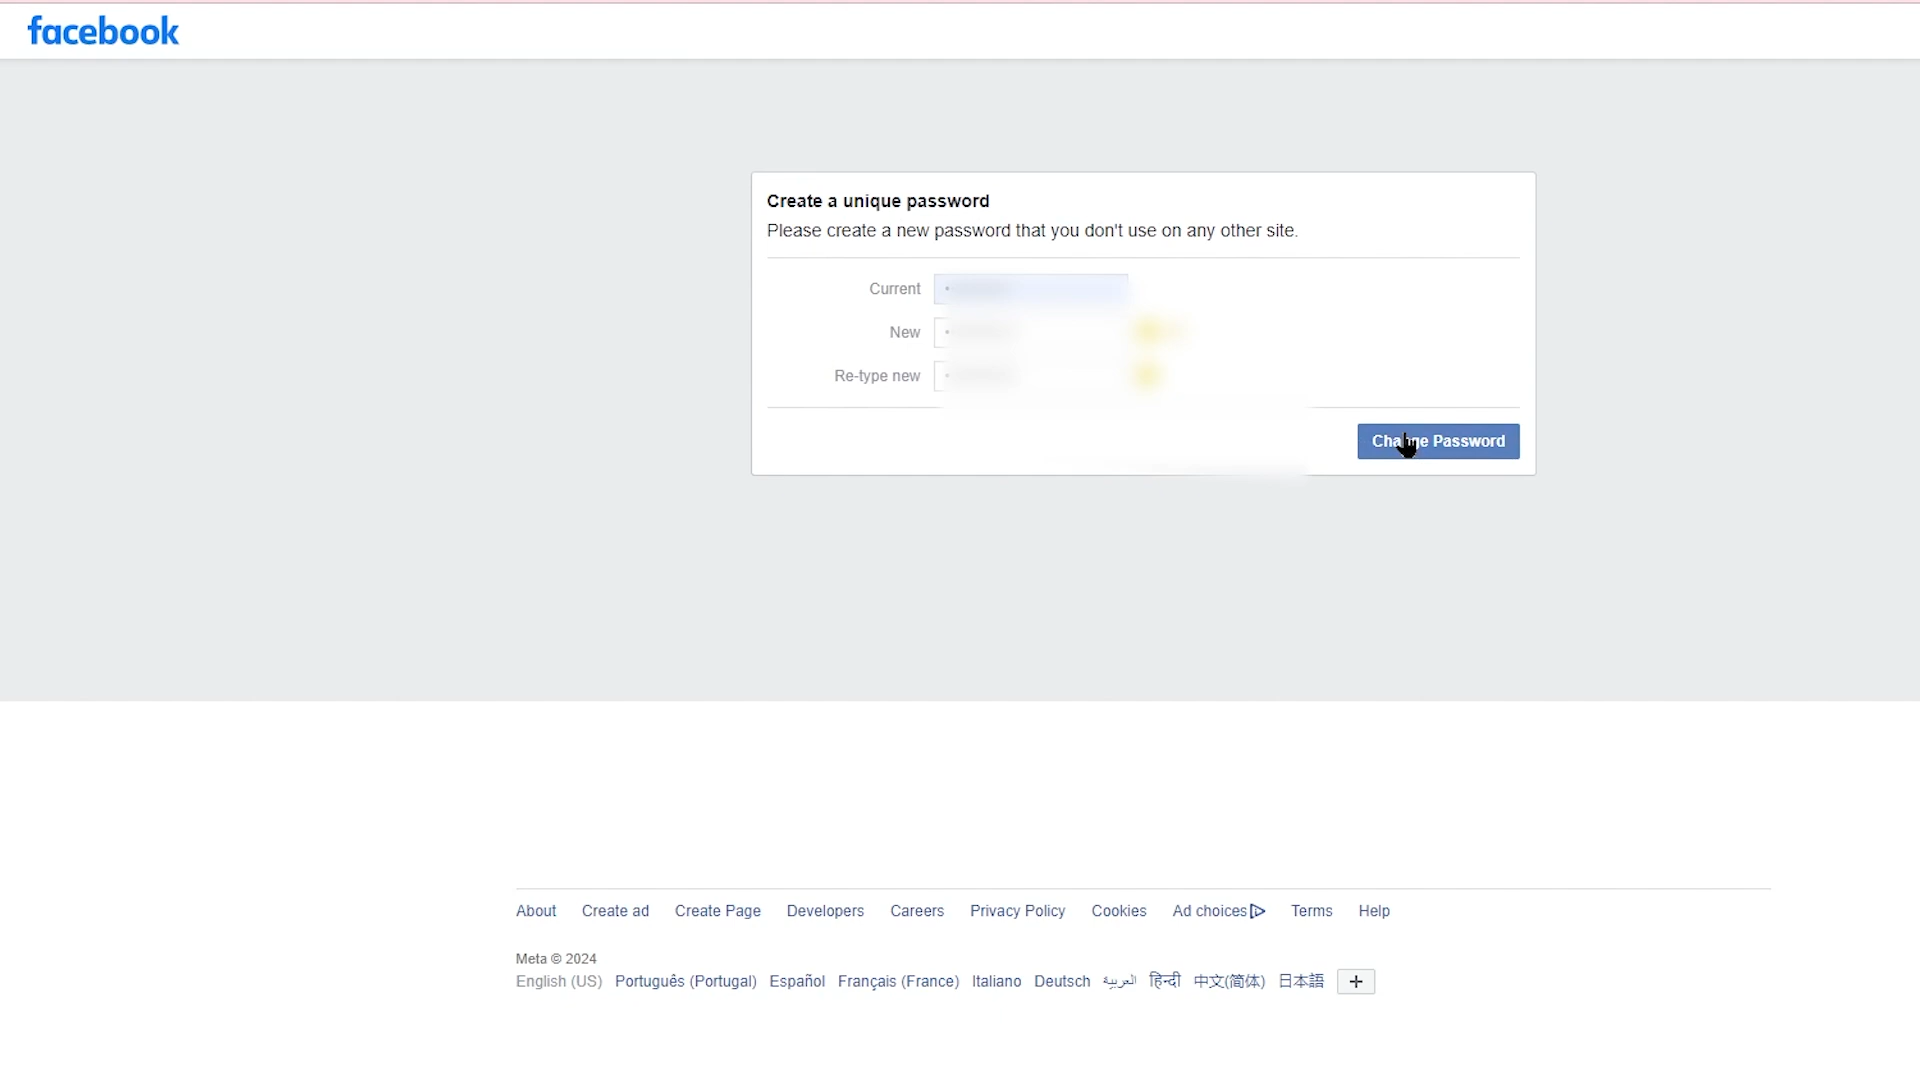 facebook
Create a unique password
Please create a new password that you don't use on any other site.
Current
New
Re-type new
Change Password
About Create ad Create Page Developers Careers Privacy Policy Cookies Ad choices Terms Help
Meta © 2024
English (US) Português (Portugal) Español Français (France) Italiano Deutsch العربية हिन्दी 中文(简体) 日本語 +